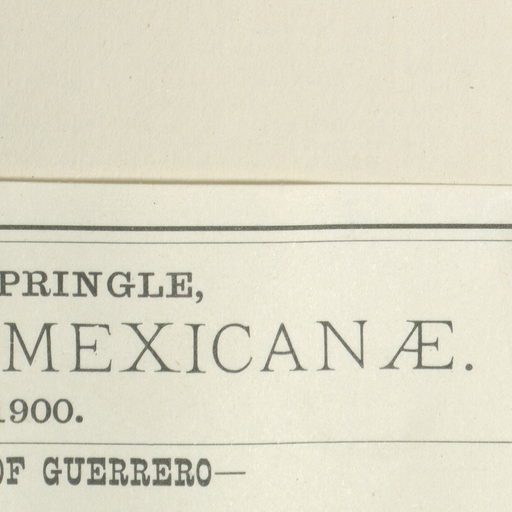 PRINGLE,
MEXICANÆ.
1900.
OF GUERRERO—